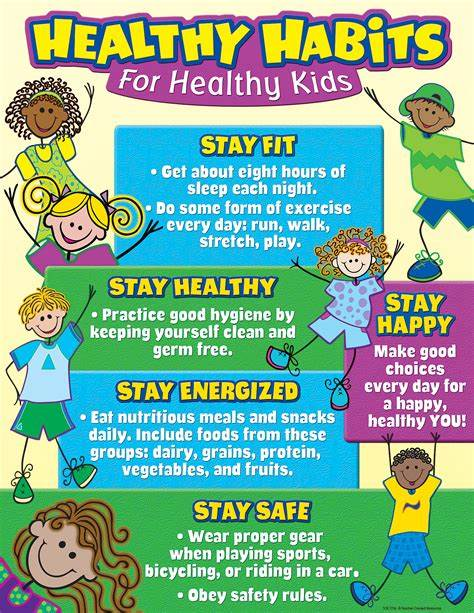 HEALTHY HABITS
For Healthy Kids
STAY FIT
• Get about eight hours of
sleep each night.
• Do some form of exercise
every day: run, walk,
stretch, play.
STAY HEALTHY
• Practice good hygiene by
keeping yourself clean and
germ free.
STAY
HAPPY
Make good
choices
every day for
a happy,
healthy YOU!
STAY ENERGIZED
• Eat nutritious meals and snacks
daily. Include foods from these
groups: dairy, grains, protein,
vegetables, and fruits.
STAY SAFE
• Wear proper gear
when playing sports,
bicycling, or riding in a car.
• Obey safety rules.
© Teacher Created Resources